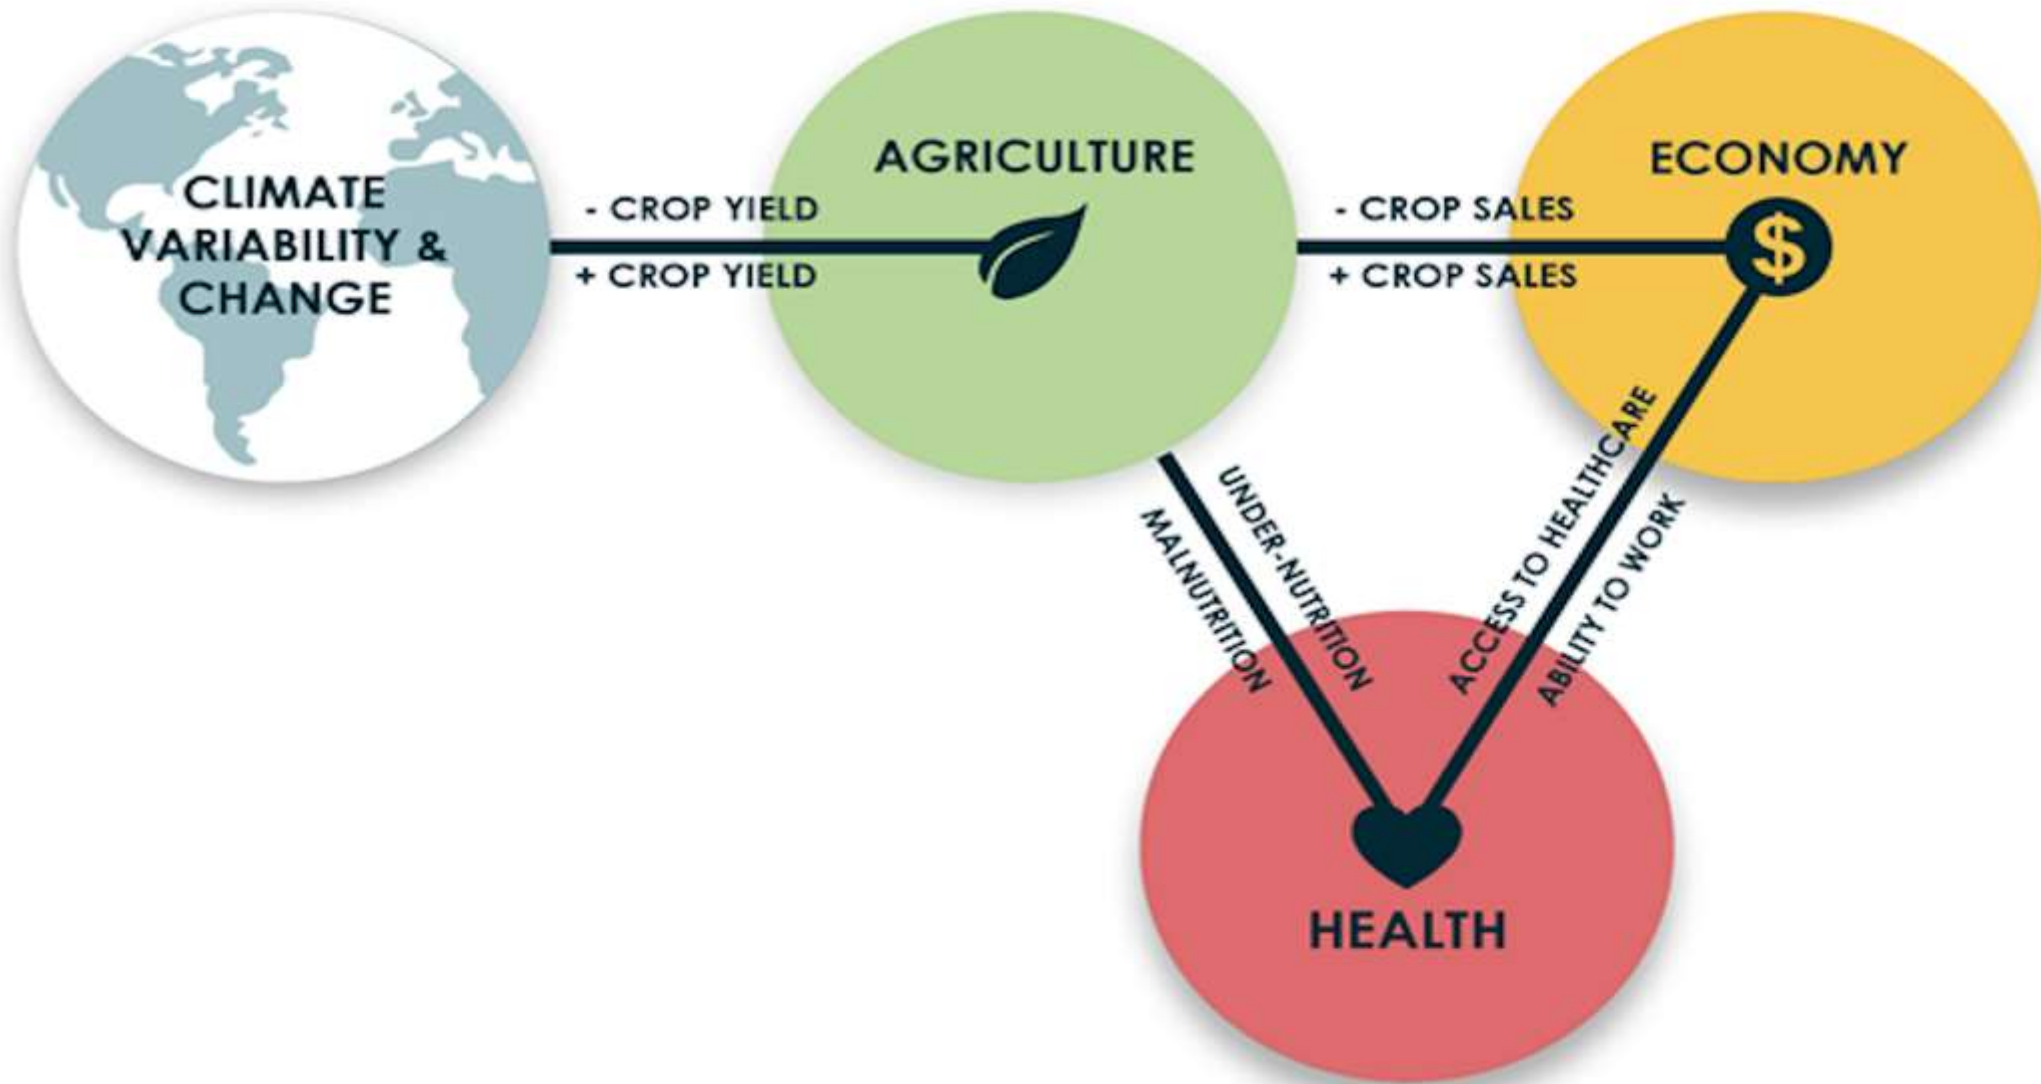 CLIMATE
VARIABILITY &
CHANGE
- CROP YIELD
+ CROP YIELD
AGRICULTURE
- CROP SALES
+ CROP SALES
ECONOMY
$
UNDER-NUTRITION
MALNUTRITION
ACCESS TO HEALTHCARE
ABILITY TO WORK
HEALTH